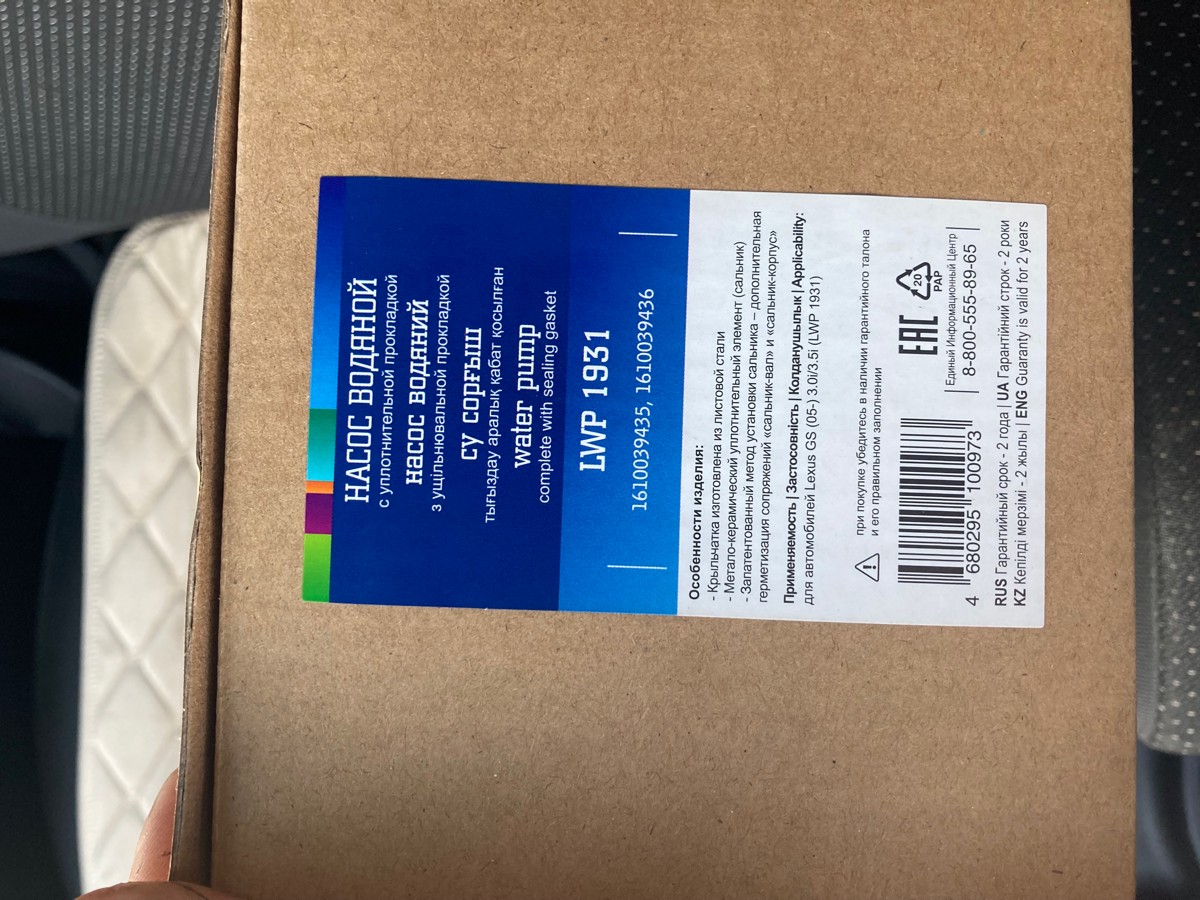 НАСОС ВОДЯНОЙ
с уплотнительной прокладкой
насос водяний
з ущільнювальной прокладкой
су сорғыш
тығыздау аралық қабат қосылған
water pump
complete with sealing gasket
LWP 1931
1610039435, 1610039436
Особенности изделия:
- Крыльчатка изготовлена из листовой стали
- Метало-керамический уплотнительный элемент (сальник)
- Запатентованный метод установки сальника – дополнительная
герметизация сопряжений «сальник-вал» и «сальник-корпус»
Применяемость | Застосовність | Колданушылык | Applicability:
для автомобилей Lexus GS (05-) 3.0i/3.5i (LWP 1931)
при покупке убедитесь в наличии гарантийного талона
и его правильном заполнении
4 680295 100973
EAC
20
PAP
Единый Информационный Центр
8-800-555-89-65
RUS Гарантийный срок - 2 года | UA Гарантійний строк - 2 роки
KZ Кепілді мерзімі - 2 жылы | ENG Guaranty is valid for 2 years